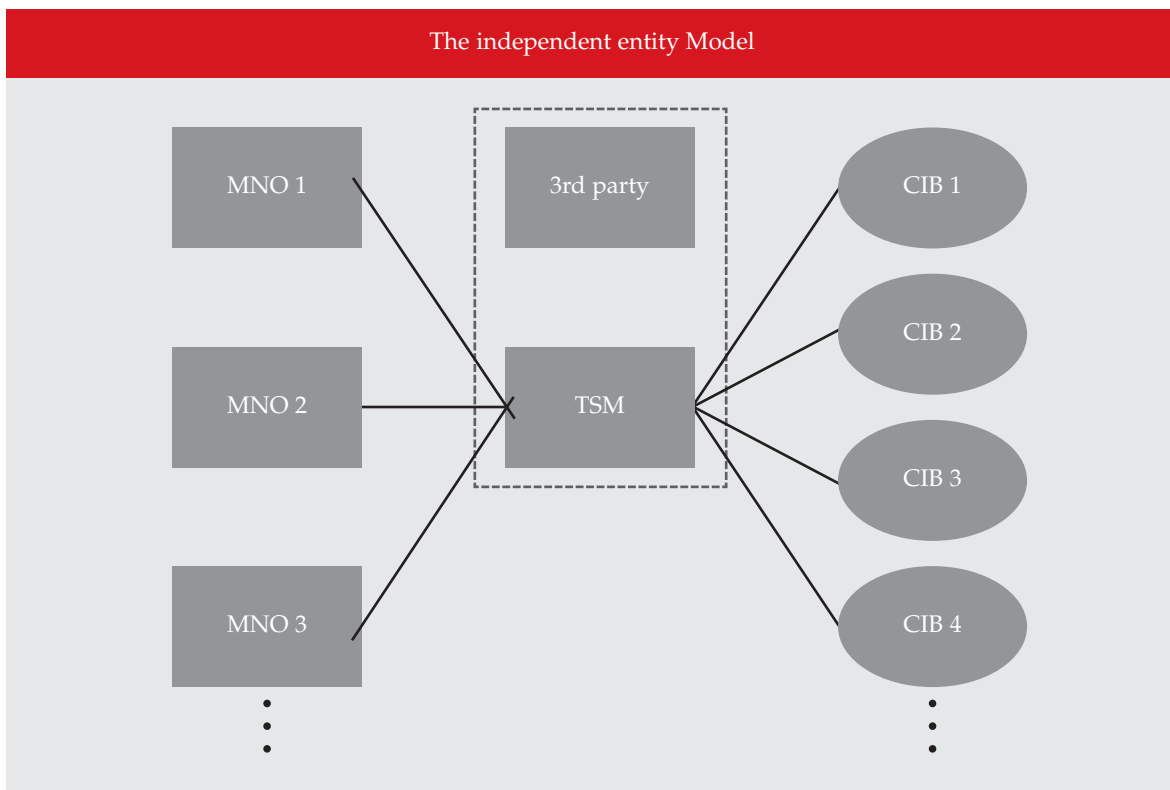 The independent entity Model
MNO 1
3rd party
CIB 1
CIB 2
MNO 2
TSM
CIB 3
MNO 3
CIB 4